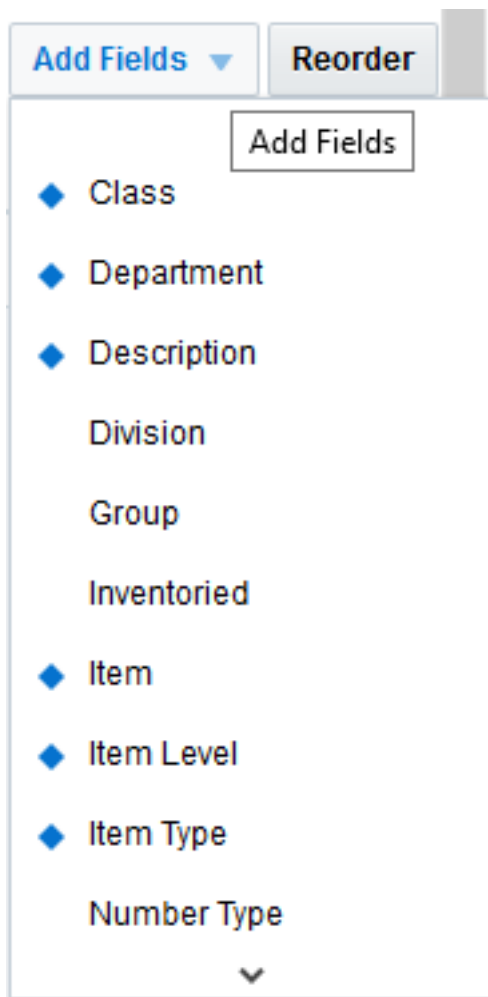 Add Fields Reorder
Add Fields
Class
Department
Description
Division
Group
Inventoried
Item
Item Level
Item Type
Number Type